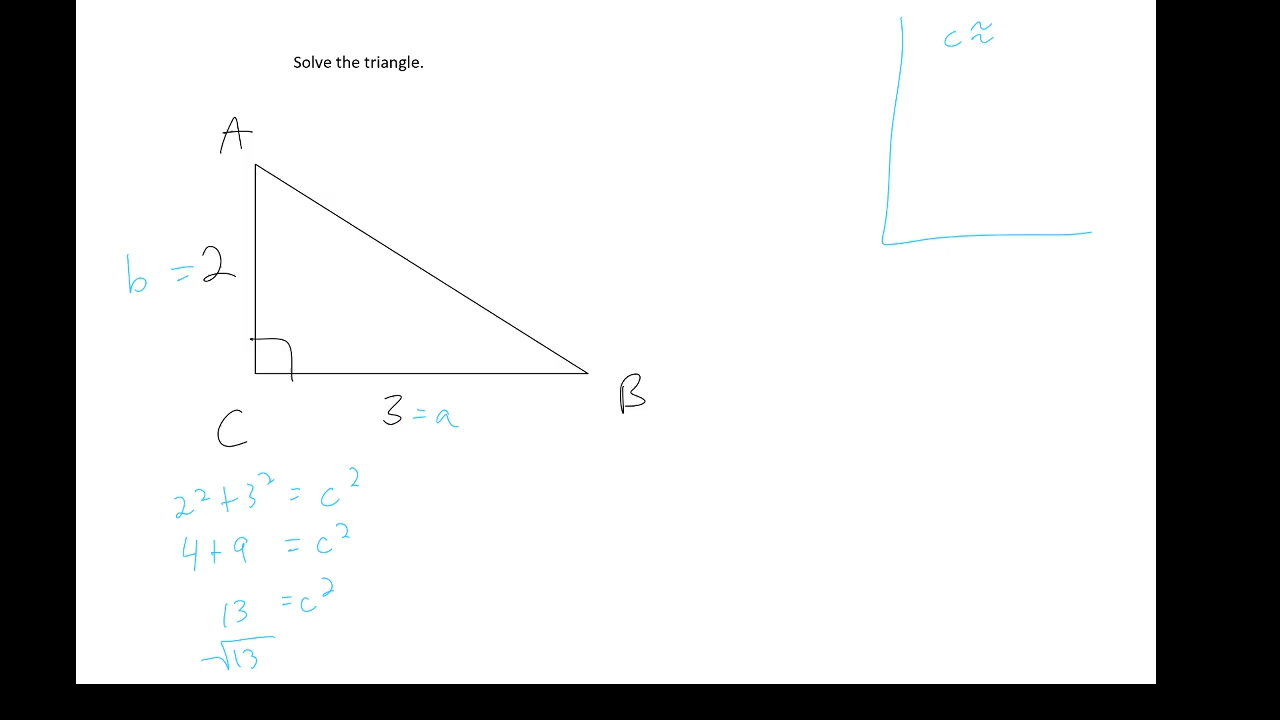 Solve the triangle.
c ≈
A
b = 2
3 = a
B
C
2² + 3² = c²
4 + 9 = c²
13 = c²
√13